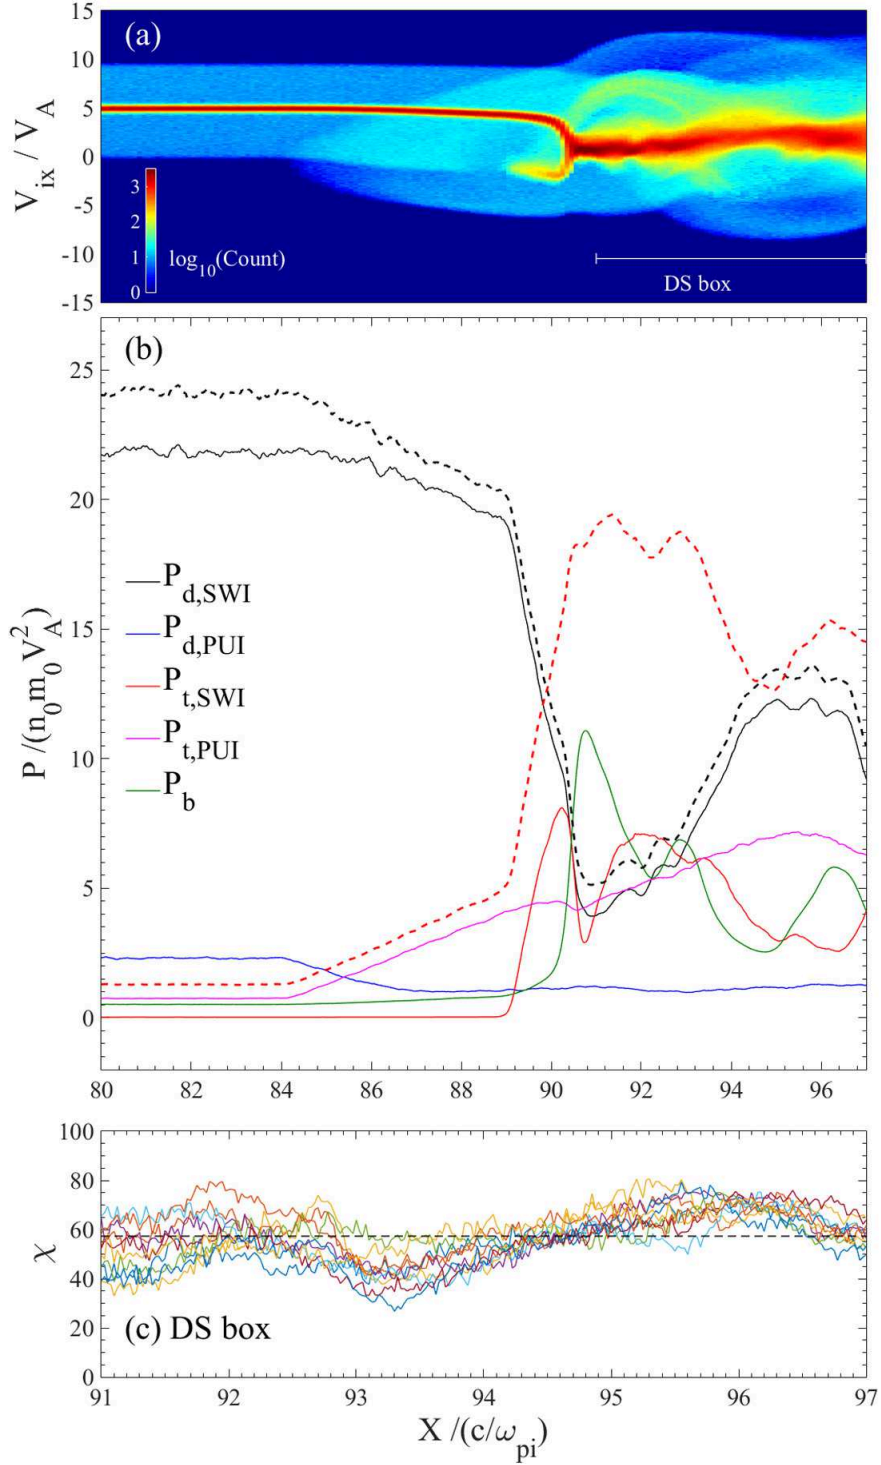 15
(a)
10
5
0
-5
-10
-15
V_ix / V_A
3
2
1
0
log_10(Count)
DS box
(b)
25
20
15
10
5
0
P /(n_0 m_0 V_A^2)
P_d,SWI
P_d,PUI
P_t,SWI
P_t,PUI
P_b
80 82 84 86 88 90 92 94 96
100
80
60
40
20
0
χ
(c) DS box
91 92 93 94 95 96 97
X /(c/ω_pi)